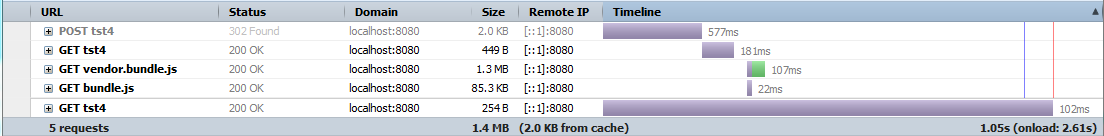 URL Status Domain Size Remote IP Timeline
POST tst4 302 Found localhost:8080 2.0 KB [::1]:8080 577ms
GET tst4 200 OK localhost:8080 449 B [::1]:8080 181ms
GET vendor.bundle.js 200 OK localhost:8080 1.3 MB [::1]:8080 107ms
GET bundle.js 200 OK localhost:8080 85.3 KB [::1]:8080 22ms
GET tst4 200 OK localhost:8080 254 B [::1]:8080 102ms
5 requests 1.4 MB (2.0 KB from cache) 1.05s (onload: 2.61s)